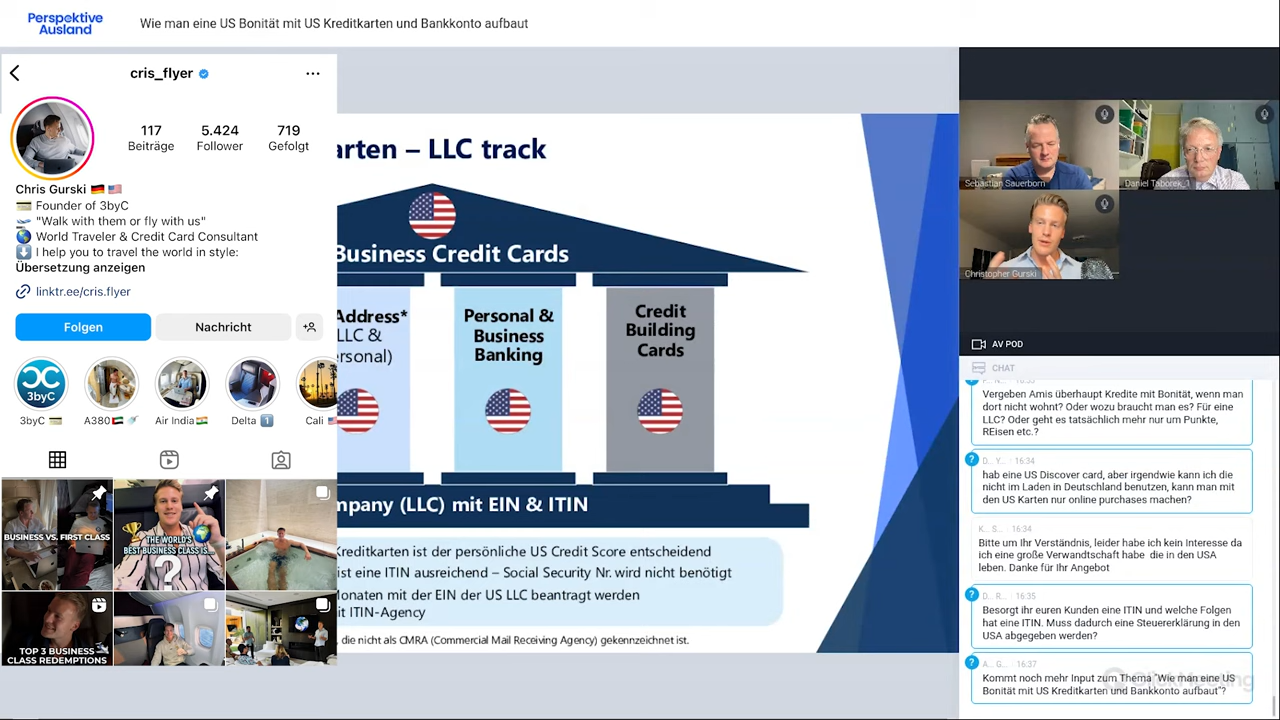 Perspektive
Ausland
Wie man eine US Bonität mit US Kreditkarten und Bankkonto aufbaut
cris_flyer
117
5.424
719
Beiträge
Follower
Gefolgt
Chris Gurski
Founder of 3byC
"Walk with them or fly with us"
World Traveler & Credit Card Consultant
I help you to travel the world in style:
Übersetzung anzeigen
linktr.ee/cris.flyer
Folgen
Nachricht
3byC
3byC
A380
Air India
Delta
Cali
BUSINESS VS. FIRST CLASS
THE WORLD'S
BEST BUSINESS CLASS IS...
?
TOP 3 BUSINESS
CLASS REDEMPTIONS
arten – LLC track
Business Credit Cards
Address*
LLC &
ersonal)
Personal &
Business
Banking
Credit
Building
Cards
mpany (LLC) mit EIN & ITIN
Kreditkarten ist der persönliche US Credit Score entscheidend
ist eine ITIN ausreichend – Social Security Nr. wird nicht benötigt
Monaten mit der EIN der US LLC beantragt werden
it ITIN-Agency
, die nicht als CMRA (Commercial Mail Receiving Agency) gekennzeichnet ist.
Sebastian Sauerborn
Daniel Taborek_1
Christopher Gurski
AV POD
CHAT
Vergeben Amis überhaupt Kredite mit Bonität, wenn man
dort nicht wohnt? Oder wozu braucht man es? Für eine
LLC? Oder geht es tatsächlich mehr nur um Punkte,
REisen etc.?
D... Y... · 16:34
hab eine US Discover card, aber irgendwie kann ich die
nicht im Laden in Deutschland benutzen, kann man mit
den US Karten nur online purchases machen?
K... S... · 16:34
Bitte um Ihr Verständnis, leider habe ich kein Interesse da
ich eine große Verwandtschaft habe die in den USA
leben. Danke für Ihr Angebot
D... R... · 16:35
Besorgt ihr euren Kunden eine ITIN und welche Folgen
hat eine ITIN. Muss dadurch eine Steuererklärung in den
USA abgegeben werden?
A... G... · 16:37
Kommt noch mehr Input zum Thema "Wie man eine US
Bonität mit US Kreditkarten und Bankkonto aufbaut"?
ClickMeeting